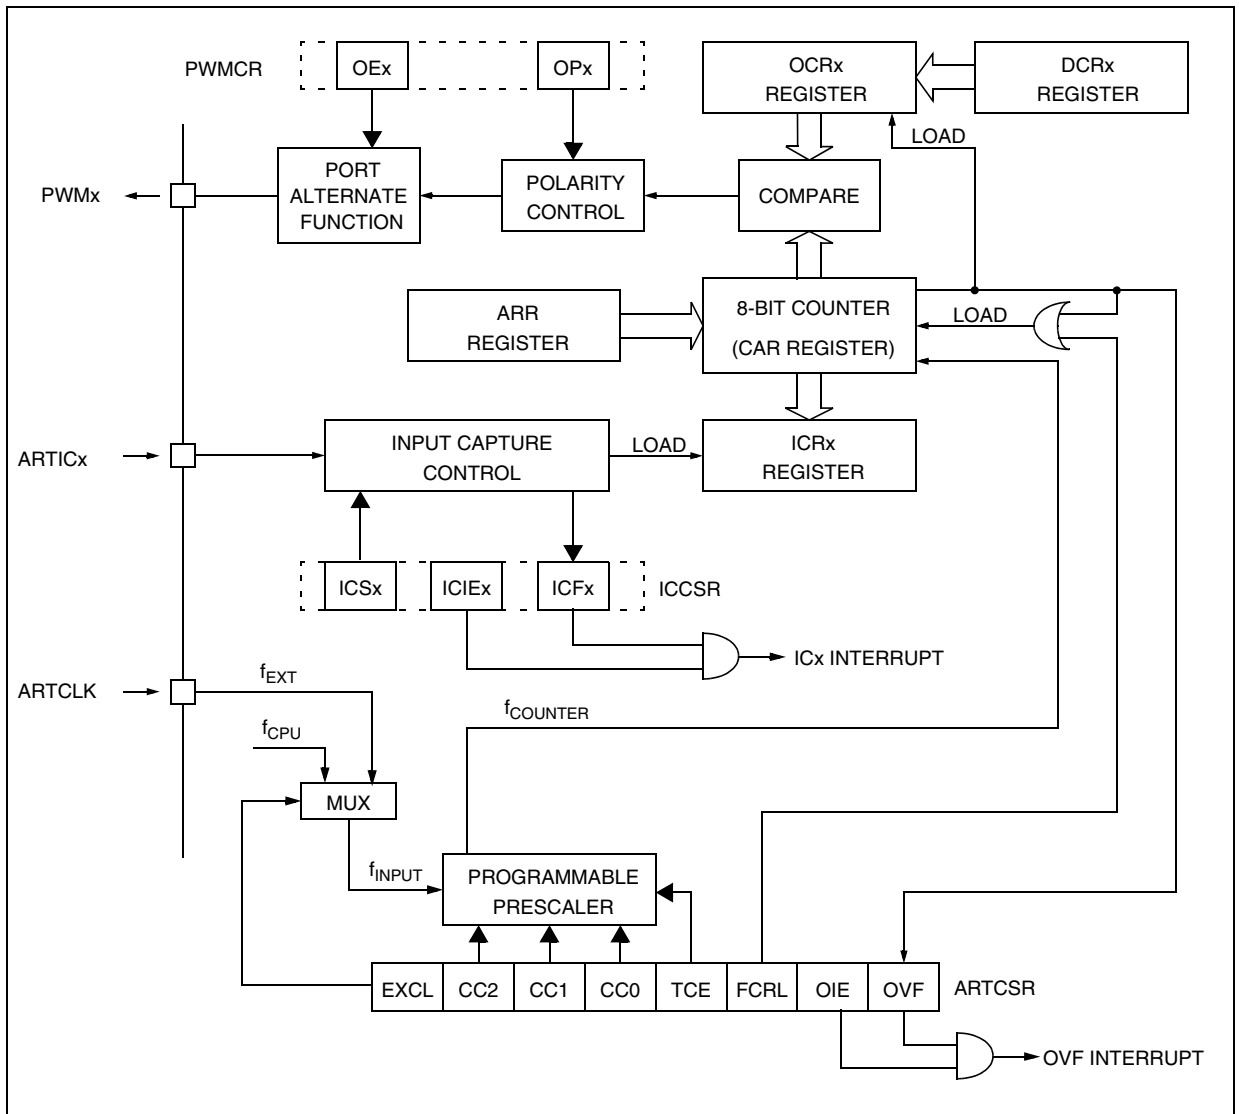 PWMCR
OEx
OPx
OCRx
REGISTER
DCRx
REGISTER
LOAD
PWMx
PORT
ALTERNATE
FUNCTION
POLARITY
CONTROL
COMPARE
ARR
REGISTER
8-BIT COUNTER
(CAR REGISTER)
LOAD
ARTICx
INPUT CAPTURE
CONTROL
LOAD
ICRx
REGISTER
ICSx
ICIEx
ICFx
ICCSR
ICx INTERRUPT
ARTCLK
fEXT
fCPU
fCOUNTER
MUX
fINPUT
PROGRAMMABLE
PRESCALER
EXCL
CC2
CC1
CC0
TCE
FCRL
OIE
OVF
ARTCSR
OVF INTERRUPT